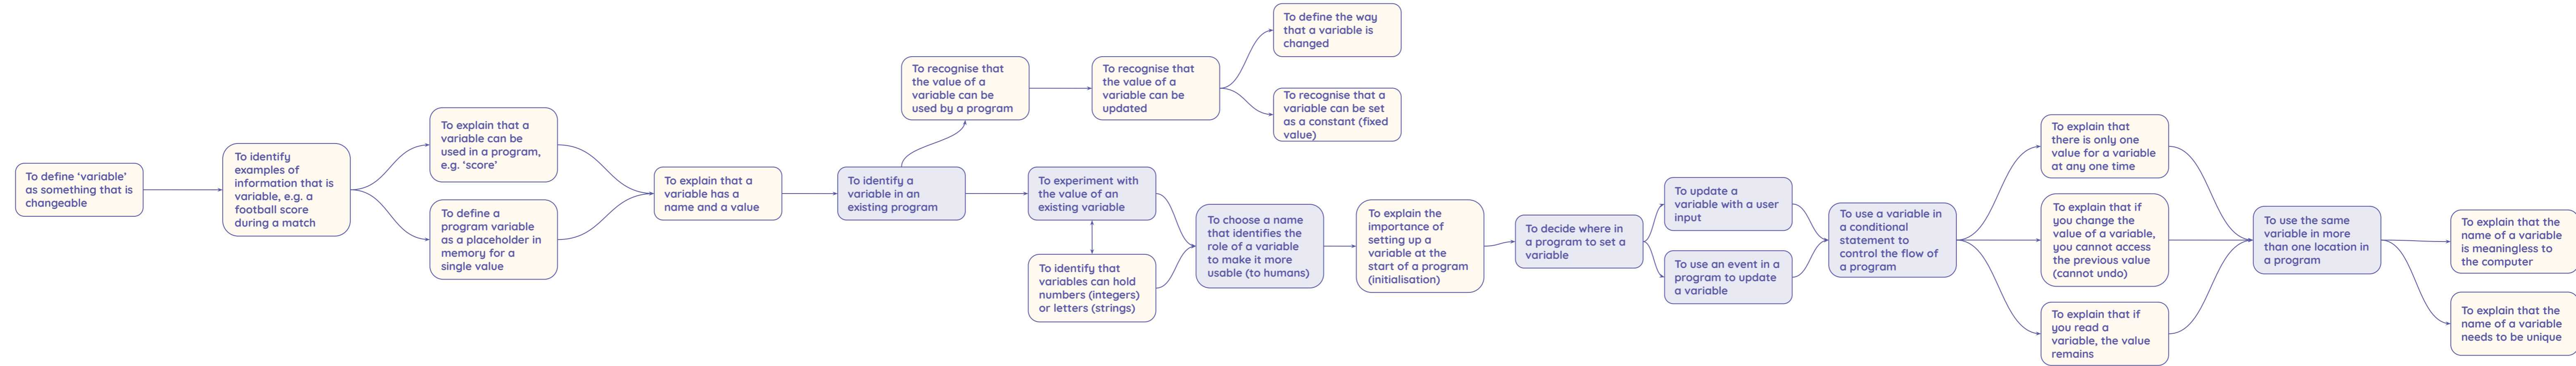 To define ‘variable’
as something that is
changeable
To identify
examples of
information that is
variable, e.g. a
football score
during a match
To explain that a
variable can be
used in a program,
e.g. ‘score’
To define a
program variable
as a placeholder in
memory for a
single value
To explain that a
variable has a
name and a value
To identify a
variable in an
existing program
To recognise that
the value of a
variable can be
used by a program
To recognise that
the value of a
variable can be
updated
To define the way
that a variable is
changed
To recognise that a
variable can be set
as a constant (fixed
value)
To experiment with
the value of an
existing variable
To identify that
variables can hold
numbers (integers)
or letters (strings)
To choose a name
that identifies the
role of a variable
to make it more
usable (to humans)
To explain the
importance of
setting up a
variable at the
start of a program
(initialisation)
To decide where in
a program to set a
variable
To update a
variable with a user
input
To use an event in a
program to update
a variable
To use a variable in
a conditional
statement to
control the flow of
a program
To explain that
there is only one
value for a variable
at any one time
To explain that if
you change the
value of a variable,
you cannot access
the previous value
(cannot undo)
To explain that if
you read a
variable, the value
remains
To use the same
variable in more
than one location in
a program
To explain that the
name of a variable
is meaningless to
the computer
To explain that the
name of a variable
needs to be unique